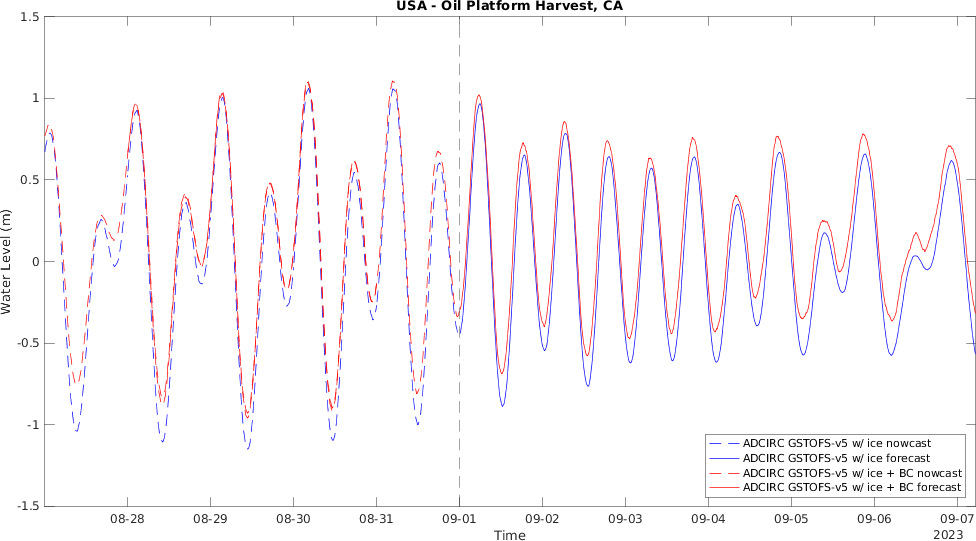 USA - Oil Platform Harvest, CA
1.5
1
0.5
0
-0.5
-1
-1.5
Water Level (m)
ADCIRC GSTOFS-v5 w/ ice nowcast
ADCIRC GSTOFS-v5 w/ ice forecast
ADCIRC GSTOFS-v5 w/ ice + BC nowcast
ADCIRC GSTOFS-v5 w/ ice + BC forecast
08-28 08-29 08-30 08-31 09-01 09-02 09-03 09-04 09-05 09-06 09-07
Time
2023